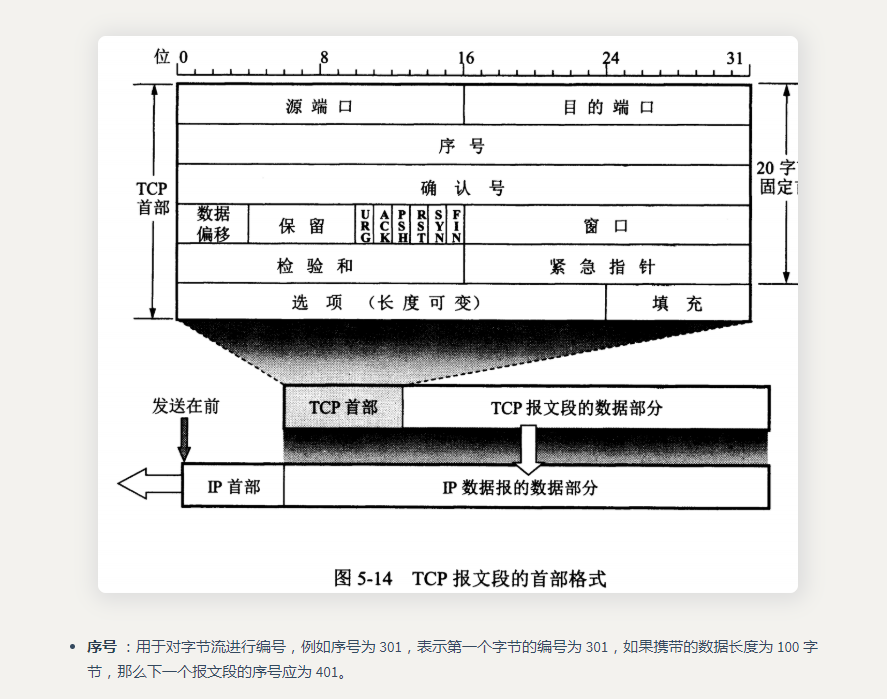 位 0 8 16 24 31
源端口 目的端口
序号
确认号
TCP
首部
20 字
固定
数据
偏移
保留
URG ACK PSH RST SYN FIN
窗口
检验和 紧急指针
选项（长度可变） 填充
发送在前
TCP 首部 TCP 报文段的数据部分
IP 首部 IP 数据报的数据部分
图 5-14 TCP 报文段的首部格式
• 序号 ：用于对字节流进行编号，例如序号为 301，表示第一个字节的编号为 301，如果携带的数据长度为 100 字
节，那么下一个报文段的序号应为 401。